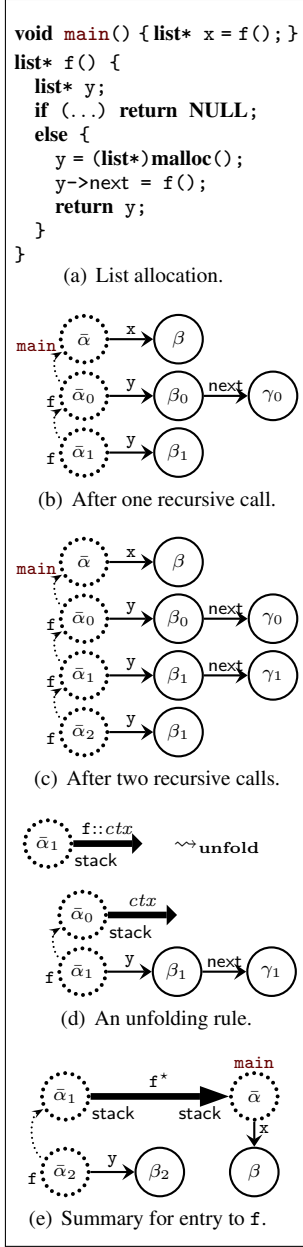 void main() { list* x = f(); }
list* f() {
list* y;
if (...) return NULL;
else {
y = (list*)malloc();
y->next = f();
return y;
}
}
(a) List allocation.
ᾱ x β
main
ᾱ₀ y β₀ next γ₀
f
ᾱ₁ y β₁
f
(b) After one recursive call.
ᾱ x β
main
ᾱ₀ y β₀ next γ₀
f
ᾱ₁ y β₁ next γ₁
f
ᾱ₂ y β₁
f
(c) After two recursive calls.
ᾱ₁ f::ctx stack ⇝unfold
ᾱ₀ ctx stack
f ᾱ₁ y β₁ next γ₁
(d) An unfolding rule.
main
ᾱ₁ f* ᾱ
stack stack
x
f ᾱ₂ y β₂ β
(e) Summary for entry to f.